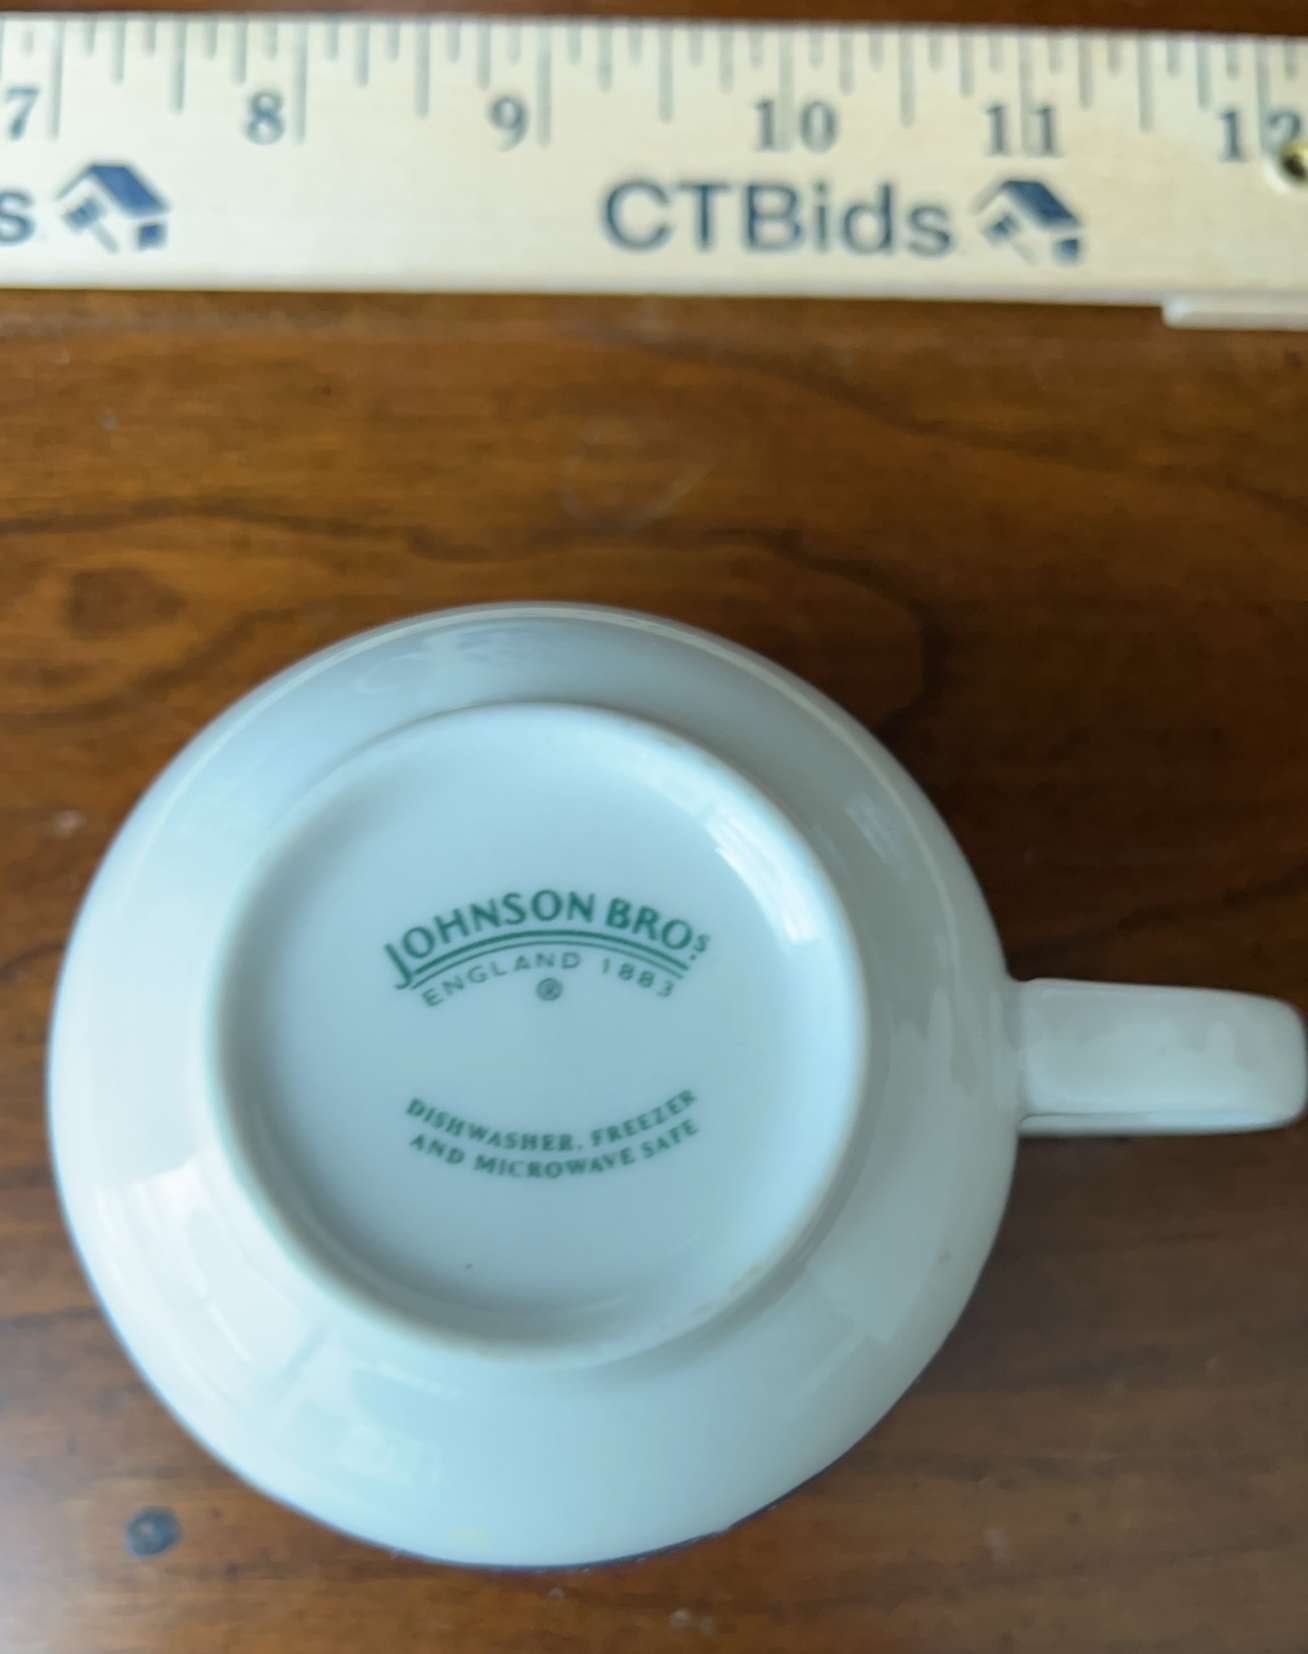 7 8 9 10 11 12
s CTBids
JOHNSON BROS.
ENGLAND 1883
®
DISHWASHER, FREEZER
AND MICROWAVE SAFE